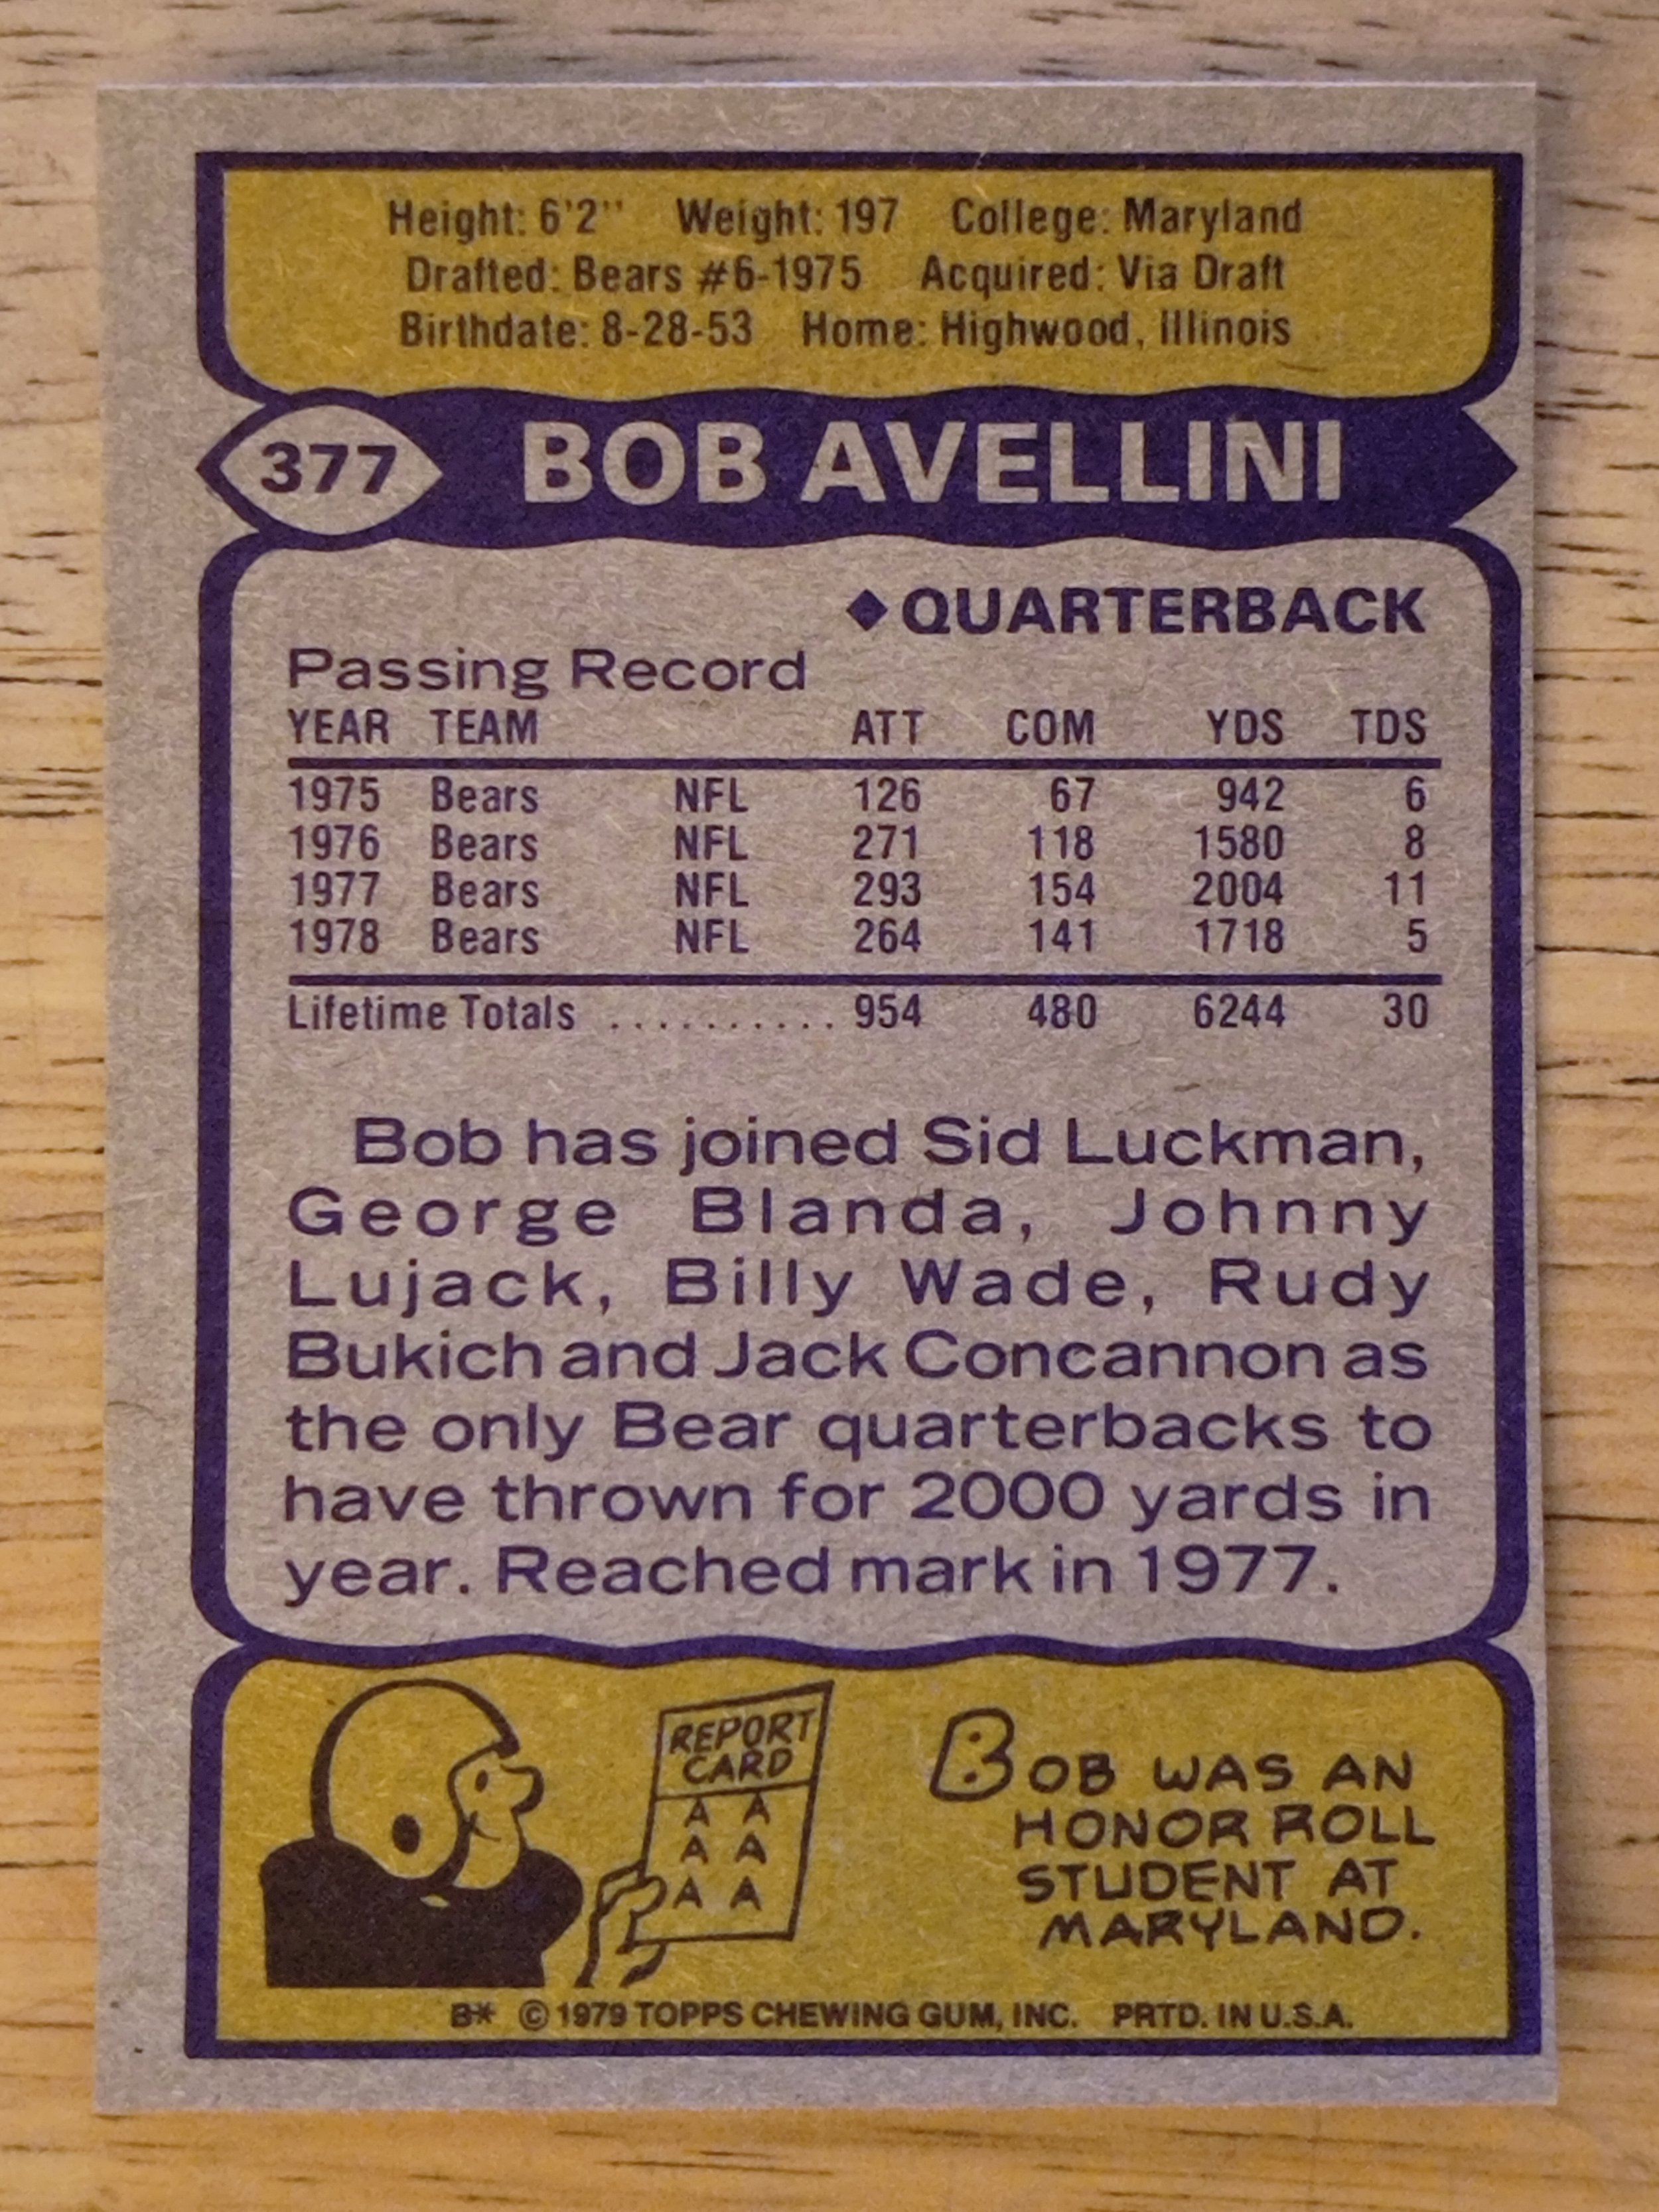 Height: 6'2" Weight: 197 College: Maryland
Drafted: Bears #6-1975 Acquired: Via Draft
Birthdate: 8-28-53 Home: Highwood, Illinois
377 BOB AVELLINI
◆QUARTERBACK
Passing Record
YEAR TEAM ATT COM YDS TDS
1975 Bears NFL 126 67 942 6
1976 Bears NFL 271 118 1580 8
1977 Bears NFL 293 154 2004 11
1978 Bears NFL 264 141 1718 5
Lifetime Totals .......... 954 480 6244 30
Bob has joined Sid Luckman,
George Blanda, Johnny
Lujack, Billy Wade, Rudy
Bukich and Jack Concannon as
the only Bear quarterbacks to
have thrown for 2000 yards in
year. Reached mark in 1977.
REPORT
CARD
A A
A A
A A
BOB WAS AN
HONOR ROLL
STUDENT AT
MARYLAND.
B* © 1979 TOPPS CHEWING GUM, INC. PRTD. IN U.S.A.